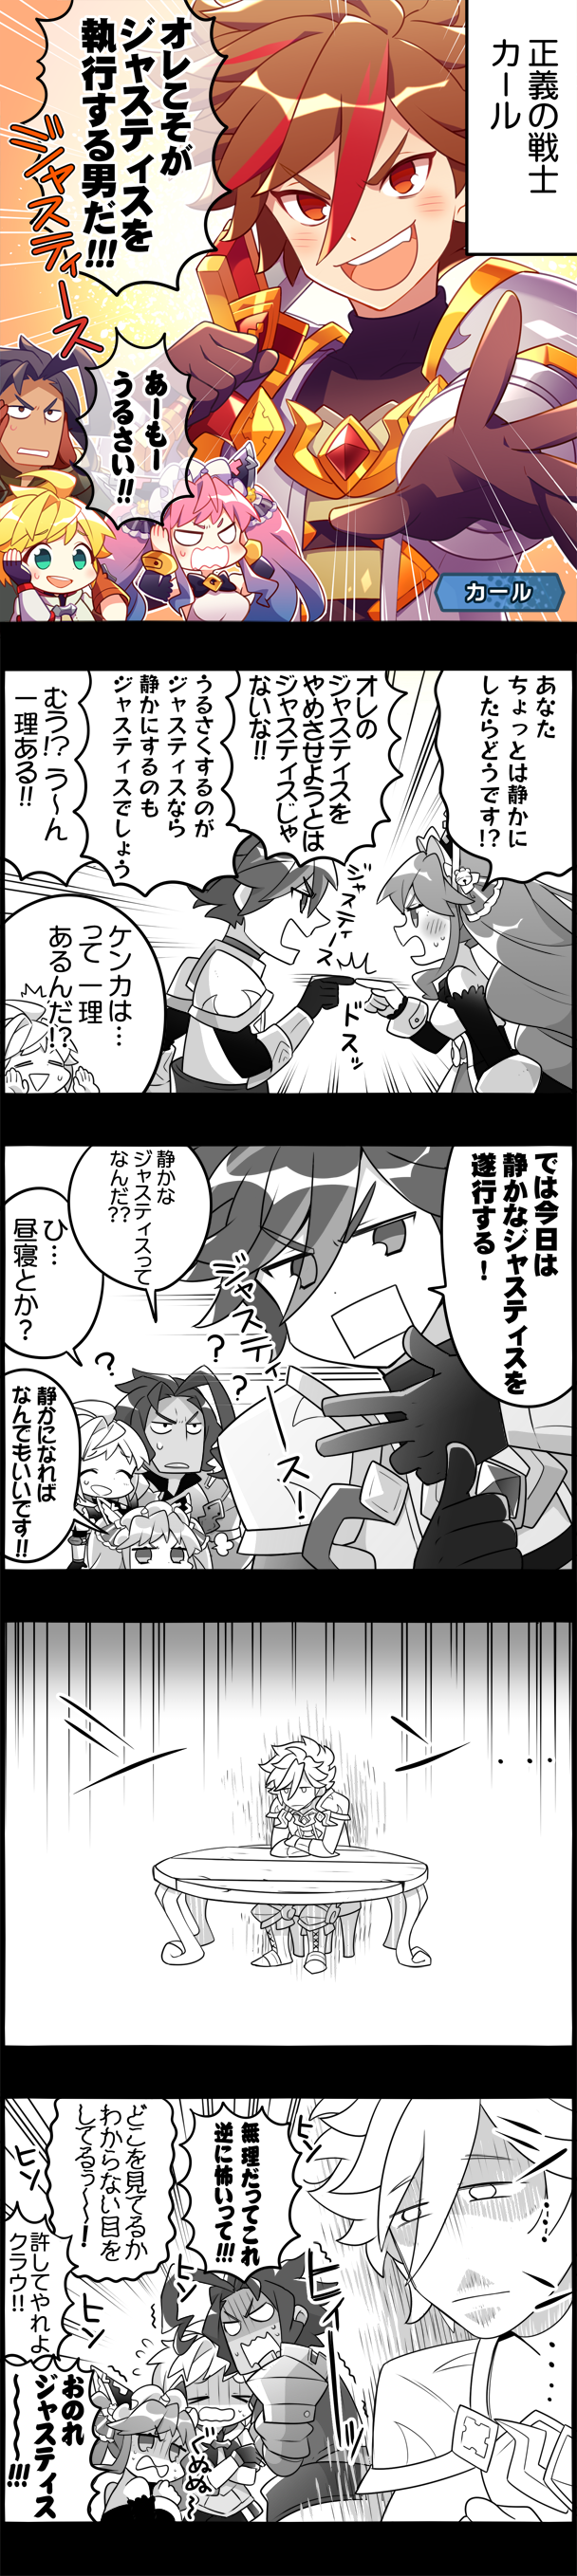 正義の戦士
カール
オレこそが
ジャスティスを
執行する男だ!!!
ジャスティース
あーもー
うるさい!!
カール
あなた
ちょっとは静かに
したらどうです!?
オレの
ジャスティスを
やめさせようとは
ジャスティスじゃ
ないな!!
うるさくするのが
ジャスティスなら
静かにするのも
ジャスティスでしょう
むう!?う〜ん
一理ある!!
ジャスティース
ドスッ
ケンカは…
って一理
あるんだ!?
では今日は
静かなジャスティスを
遂行する!
ジャスティース!
静かな
ジャスティスって
なんだ??
ひ…
昼寝とか?
?
?
?
静かになれば
なんでもいいです!!
・・・
・・・
・・・・
ヒン
無理だってこれ
逆に怖いって!!!
ヒィ
どこを見てるか
わからない目を
してるぅ〜〜!
ヒン
ヒン
ヒン
許してやれよ
クラウ!!
ぐぬぬ〜
おのれ
ジャスティス
〜〜〜〜!!!